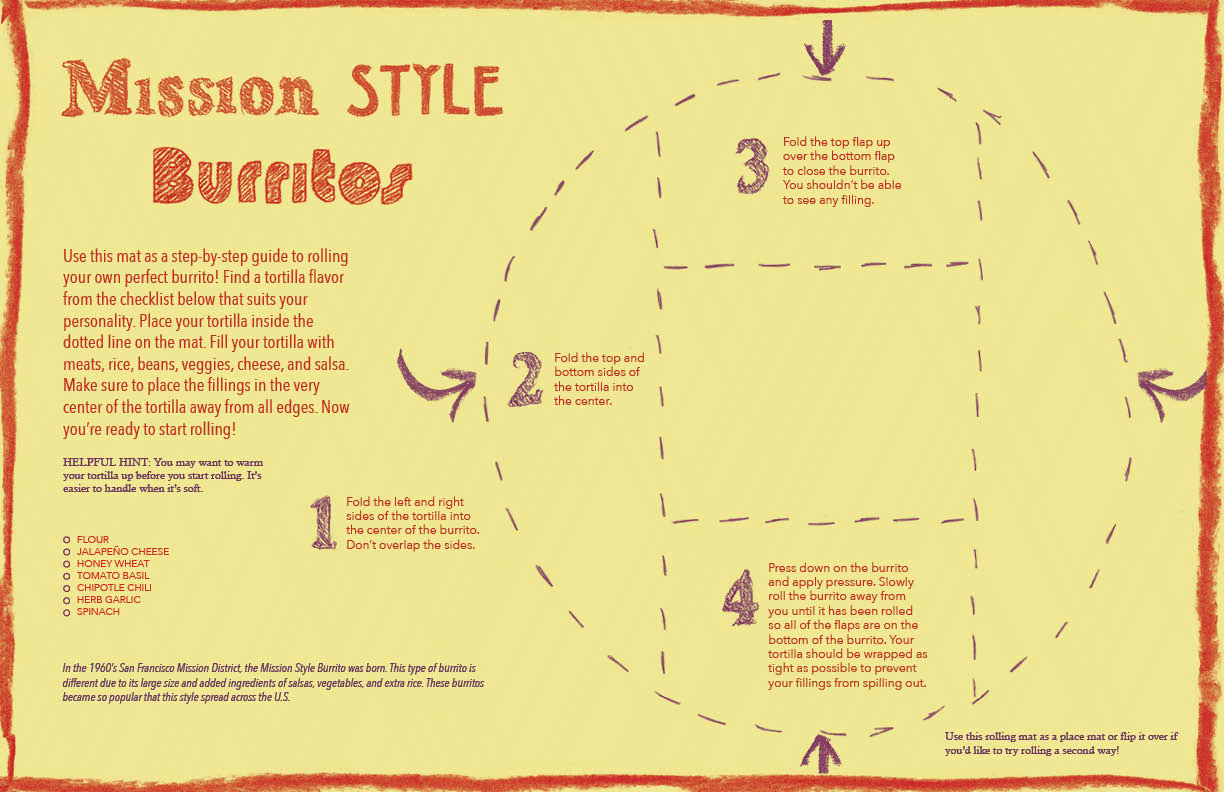 Mission STYLE
Burritos
Use this mat as a step-by-step guide to rolling
your own perfect burrito! Find a tortilla flavor
from the checklist below that suits your
personality. Place your tortilla inside the
dotted line on the mat. Fill your tortilla with
meats, rice, beans, veggies, cheese, and salsa.
Make sure to place the fillings in the very
center of the tortilla away from all edges. Now
you're ready to start rolling!
HELPFUL HINT: You may want to warm
your tortilla up before you start rolling. It's
easier to handle when it's soft.
FLOUR
JALAPEÑO CHEESE
HONEY WHEAT
TOMATO BASIL
CHIPOTLE CHILI
HERB GARLIC
SPINACH
In the 1960's San Francisco Mission District, the Mission Style Burrito was born. This type of burrito is
different due to its large size and added ingredients of salsas, vegetables, and extra rice. These burritos
became so popular that this style spread across the U.S.
1
Fold the left and right
sides of the tortilla into
the center of the burrito.
Don't overlap the sides.
2
Fold the top and
bottom sides of
the tortilla into
the center.
3
Fold the top flap up
over the bottom flap
to close the burrito.
You shouldn't be able
to see any filling.
4
Press down on the burrito
and apply pressure. Slowly
roll the burrito away from
you until it has been rolled
so all of the flaps are on the
bottom of the burrito. Your
tortilla should be wrapped as
tight as possible to prevent
your fillings from spilling out.
Use this rolling mat as a place mat or flip it over if
you'd like to try rolling a second way!